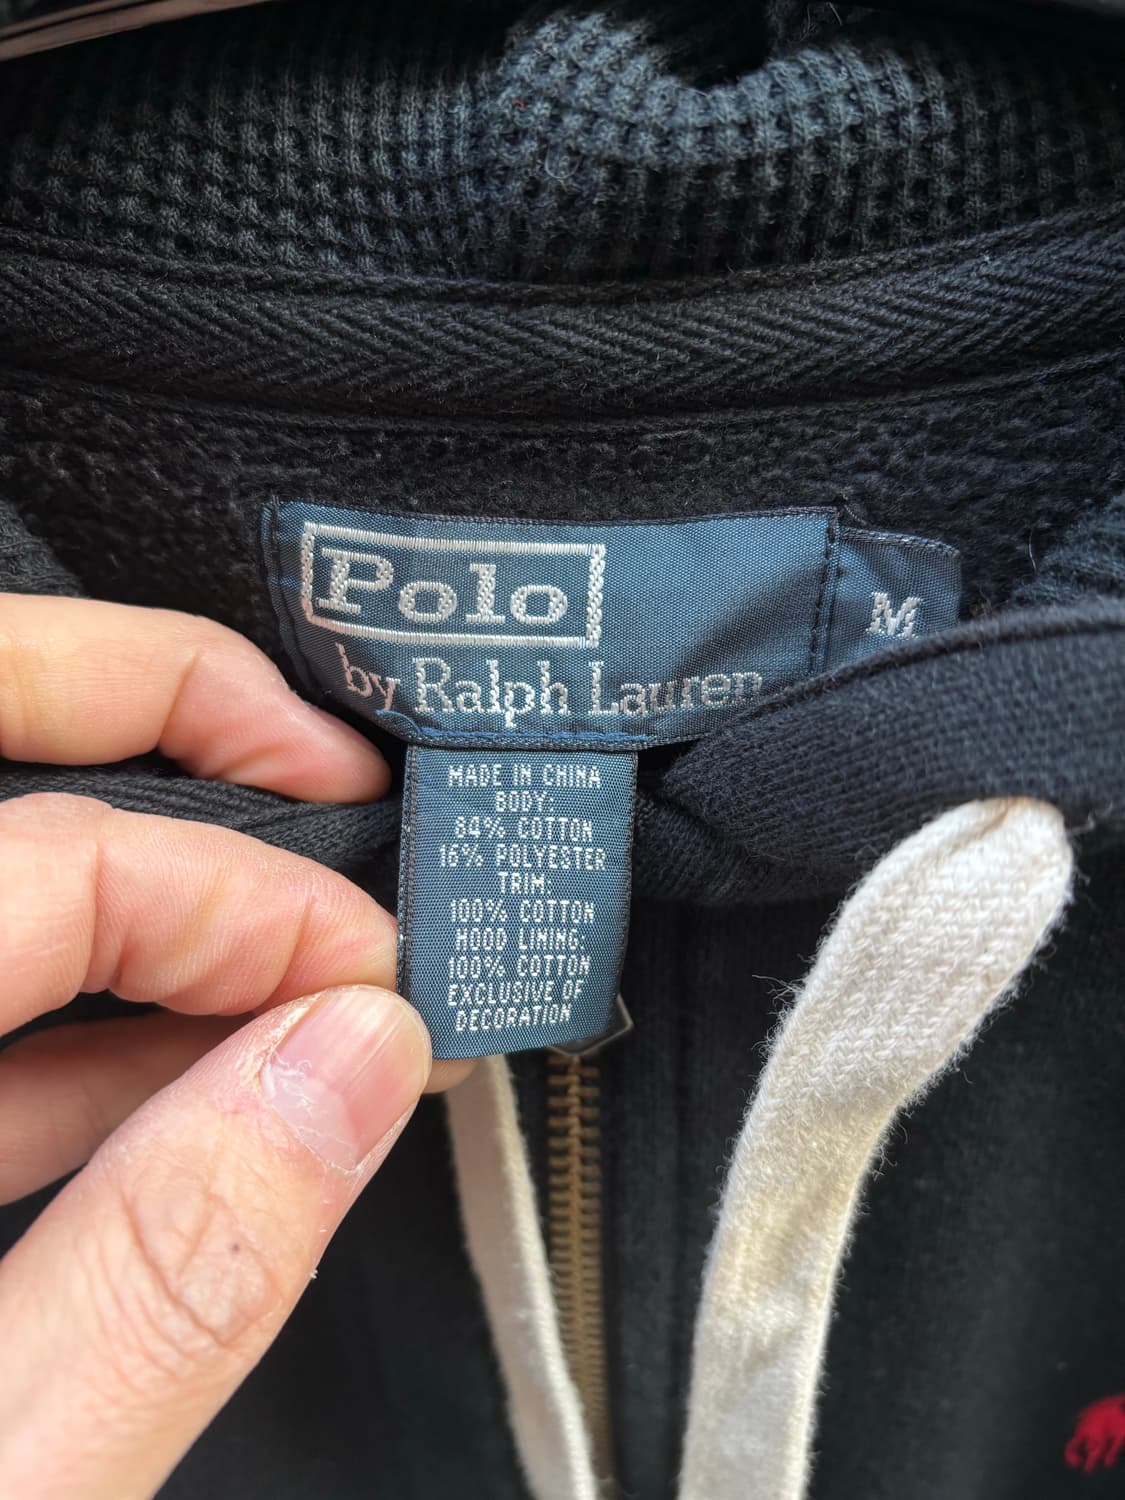 Polo
by Ralph Lauren
M
MADE IN CHINA
BODY:
84% COTTON
16% POLYESTER
TRIM:
100% COTTON
HOOD LINING:
100% COTTON
EXCLUSIVE OF
DECORATION